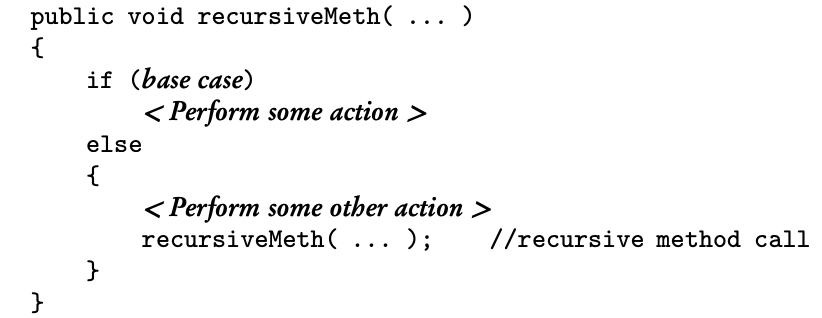 public void recursiveMeth( ... )
{
if (base case)
< Perform some action >
else
{
< Perform some other action >
recursiveMeth( ... ); //recursive method call
}
}